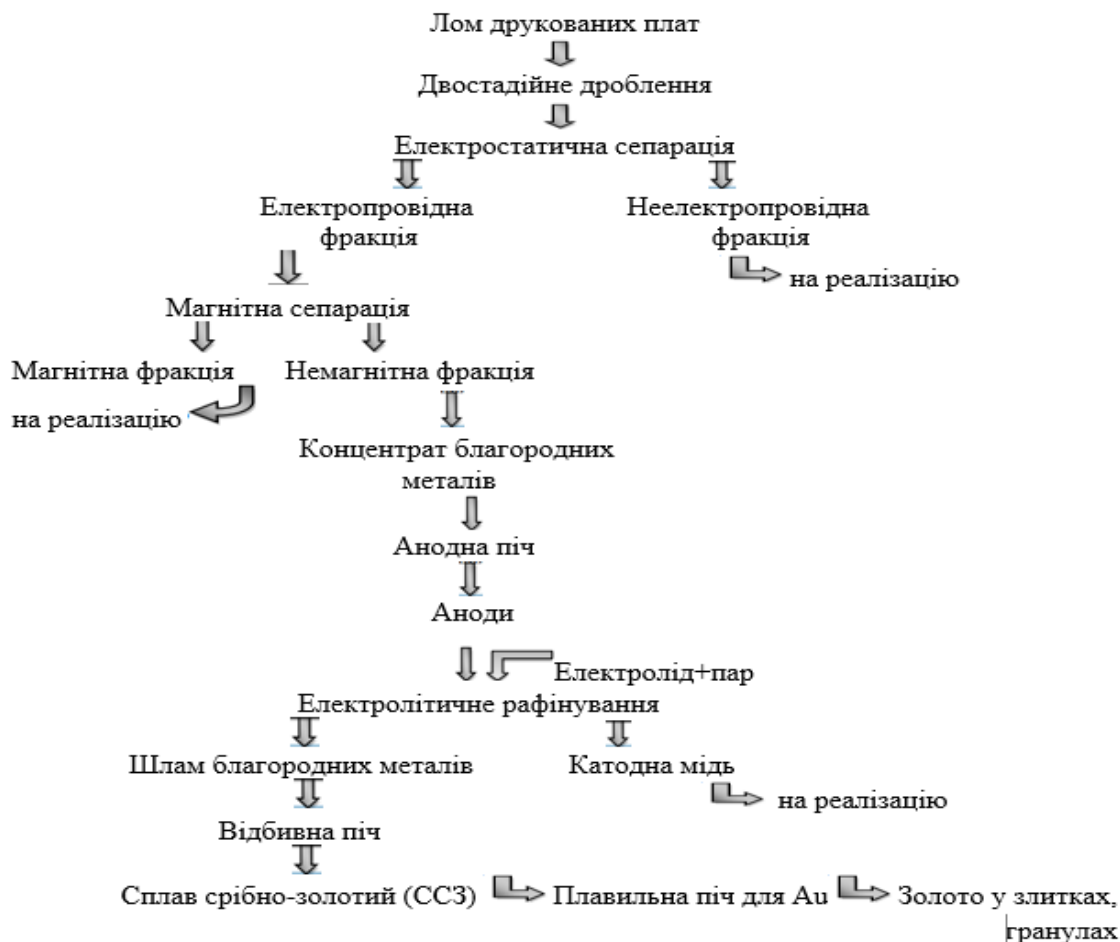 Лом друкованих плат
Двостадійне дроблення
Електростатична сепарація
Електропровідна
фракція
Неелектропровідна
фракція
на реалізацію
Магнітна сепарація
Магнітна фракція
Немагнітна фракція
на реалізацію
Концентрат благородних
металів
Анодна піч
Аноди
Електролід+пар
Електролітичне рафінування
Шлам благородних металів
Катодна мідь
на реалізацію
Відбивна піч
Сплав срібно-золотий (ССЗ)
Плавильна піч для Au
Золото у злитках,
гранулах